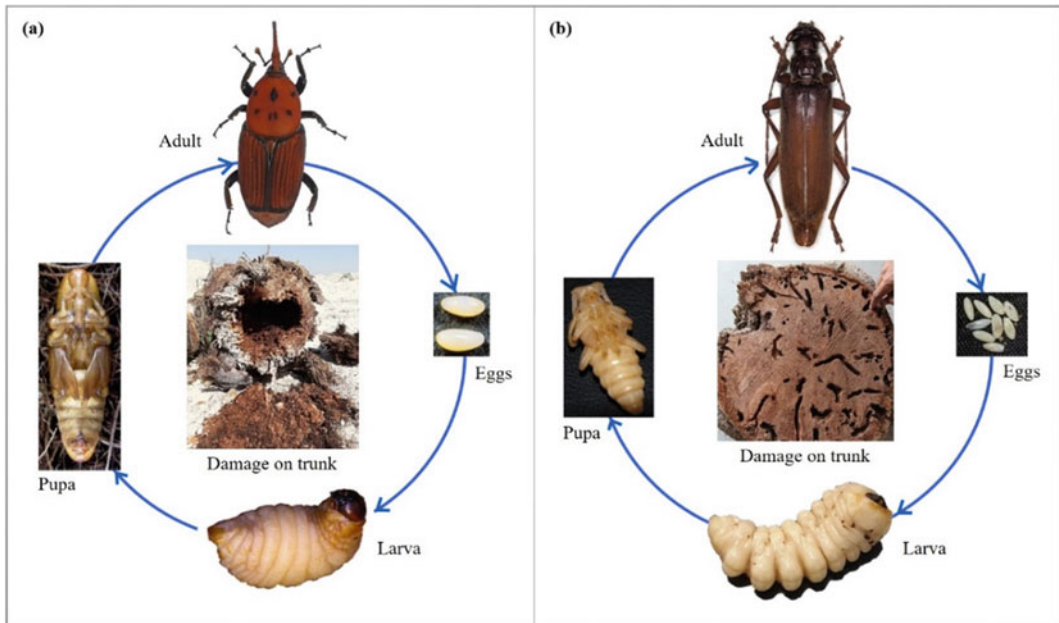 (a)
Adult
Eggs
Damage on trunk
Pupa
Larva
(b)
Adult
Eggs
Pupa
Damage on trunk
Larva